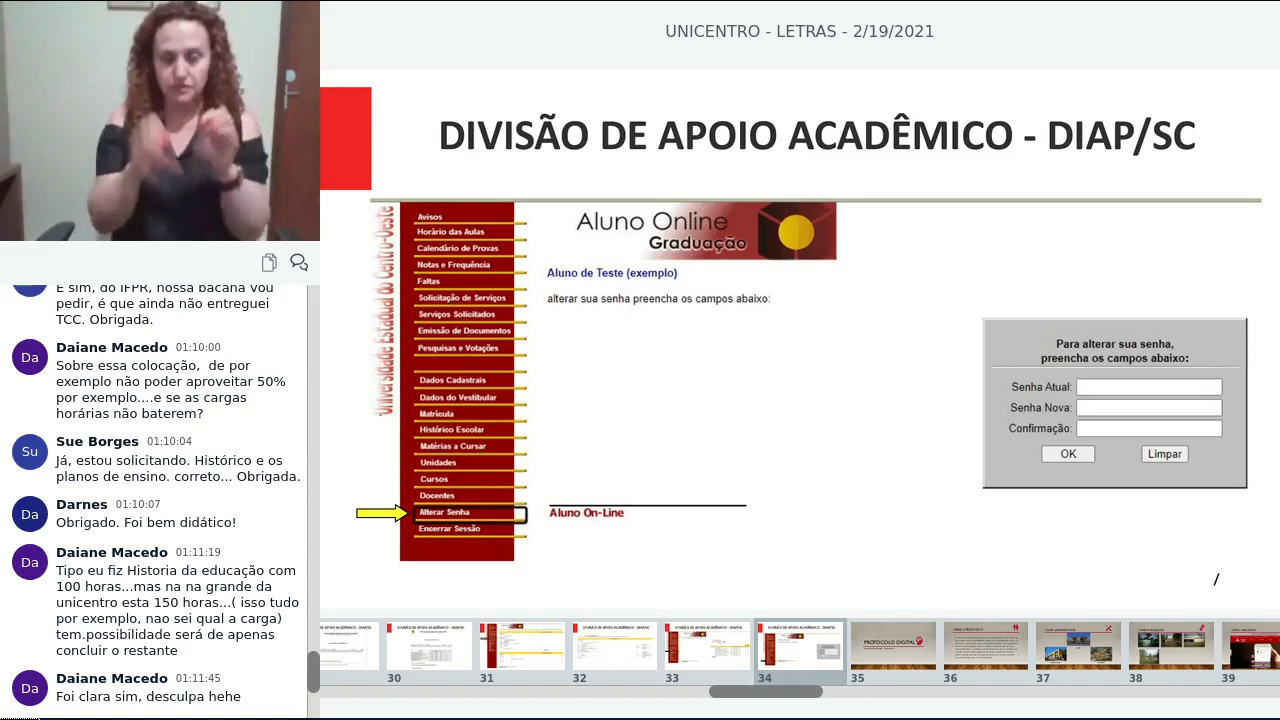 UNICENTRO - LETRAS - 2/19/2021
DIVISÃO DE APOIO ACADÊMICO - DIAP/SC
Universidade Estadual do Centro-Oeste
Avisos
Horário das Aulas
Calendário de Provas
Notas e Frequência
Faltas
Solicitação de Serviços
Serviços Solicitados
Emissão de Documentos
Pesquisas e Votações
Dados Cadastrais
Dados do Vestibular
Matrícula
Histórico Escolar
Matérias a Cursar
Unidades
Cursos
Docentes
Alterar Senha
Encerrar Sessão
Aluno Online
Graduação
Aluno de Teste (exemplo)
alterar sua senha preencha os campos abaixo:
Aluno On-Line
Para alterar sua senha,
preencha os campos abaixo:
Senha Atual:
Senha Nova:
Confirmação:
OK Limpar
/
E sim, do IFPR, nossa bacana vou
pedir, é que ainda não entreguei
TCC. Obrigada.
Da Daiane Macedo 01:10:00
Sobre essa colocação, de por
exemplo não poder aproveitar 50%
por exemplo....e se as cargas
horárias não baterem?
Su Sue Borges 01:10:04
Já, estou solicitando Histórico e os
planos de ensino. correto... Obrigada.
Da Darnes 01:10:07
Obrigado. Foi bem didático!
Da Daiane Macedo 01:11:19
Tipo eu fiz Historia da educação com
100 horas...mas na na grande da
unicentro esta 150 horas...( isso tudo
por exemplo, nao sei qual a carga)
tem possibilidade será de apenas
concluir o restante
Da Daiane Macedo 01:11:45
Foi clara sim, desculpa hehe
PROTOCOLO DIGITAL
30 31 32 33 34 35 36 37 38 39